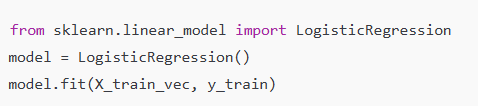 from sklearn.linear_model import LogisticRegression
model = LogisticRegression()
model.fit(X_train_vec, y_train)